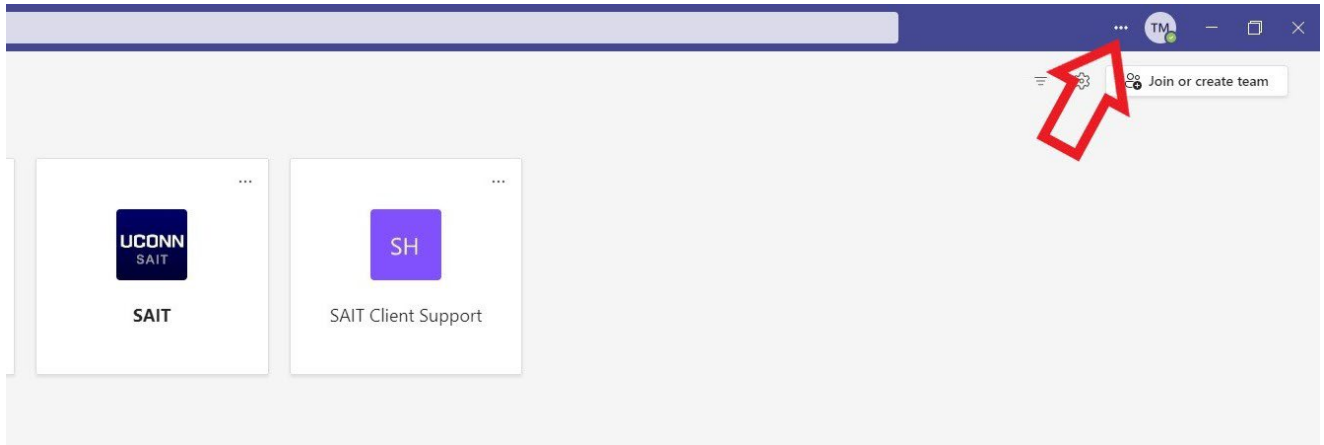 TM
Join or create team
UCONN
SAIT
SAIT
SH
SAIT Client Support